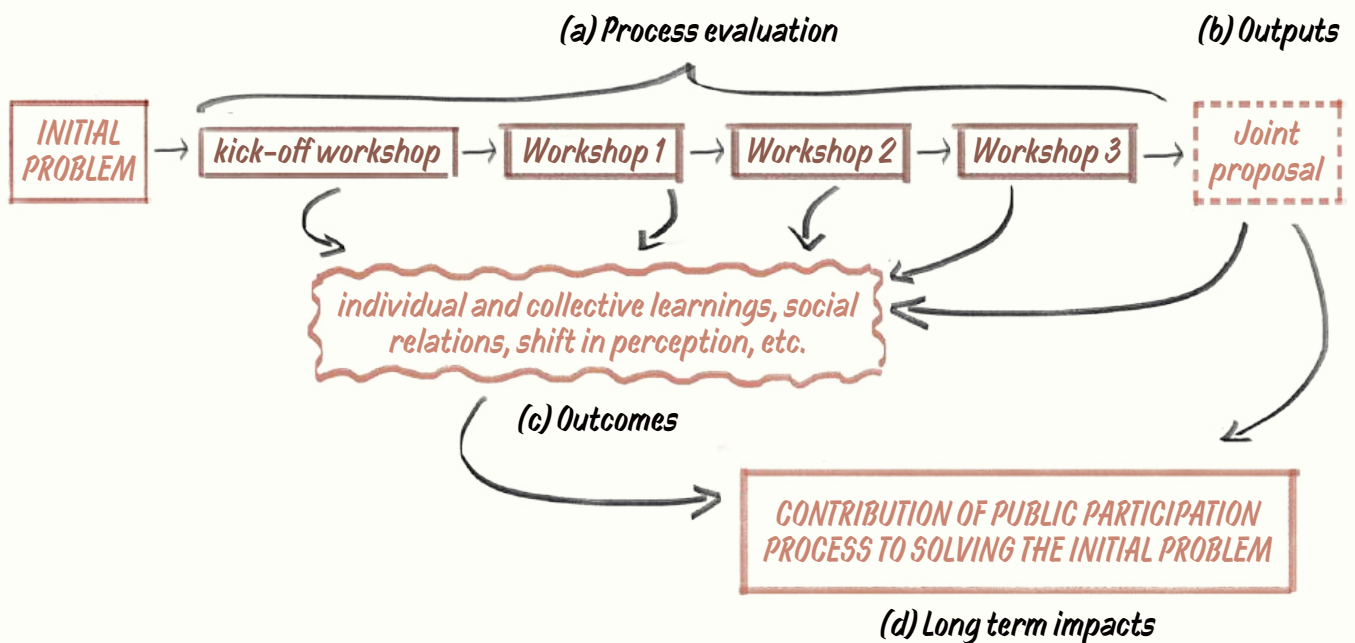 (a) Process evaluation
(b) Outputs
INITIAL
PROBLEM
kick-off workshop
Workshop 1
Workshop 2
Workshop 3
Joint
proposal
individual and collective learnings, social
relations, shift in perception, etc.
(c) Outcomes
CONTRIBUTION OF PUBLIC PARTICIPATION
PROCESS TO SOLVING THE INITIAL PROBLEM
(d) Long term impacts